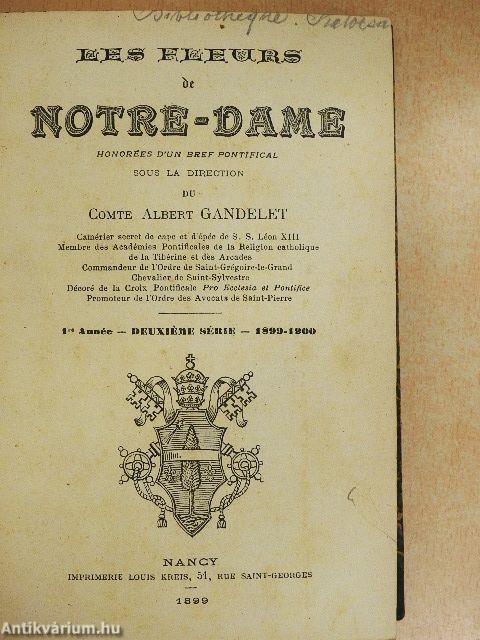 Bibliothèque
LES FLEURS
de
NOTRE-DAME
HONORÉES D'UN BREF PONTIFICAL
SOUS LA DIRECTION
DU
COMTE ALBERT GANDELET
Camérier secret de cape et d'épée de S. S. Léon XIII
Membre des Académies Pontificales de la Religion catholique
de la Tibérine et des Arcades
Commandeur de l'Ordre de Saint-Grégoire-le-Grand
Chevalier de Saint-Sylvestre
Décoré de la Croix Pontificale Pro Ecclesia et Pontifice
Promoteur de l'Ordre des Avocats de Saint-Pierre
1re Année — DEUXIÈME SÉRIE — 1899-1900
NANCY
IMPRIMERIE LOUIS KREIS, 51, RUE SAINT-GEORGES
1899
Antikvárium.hu